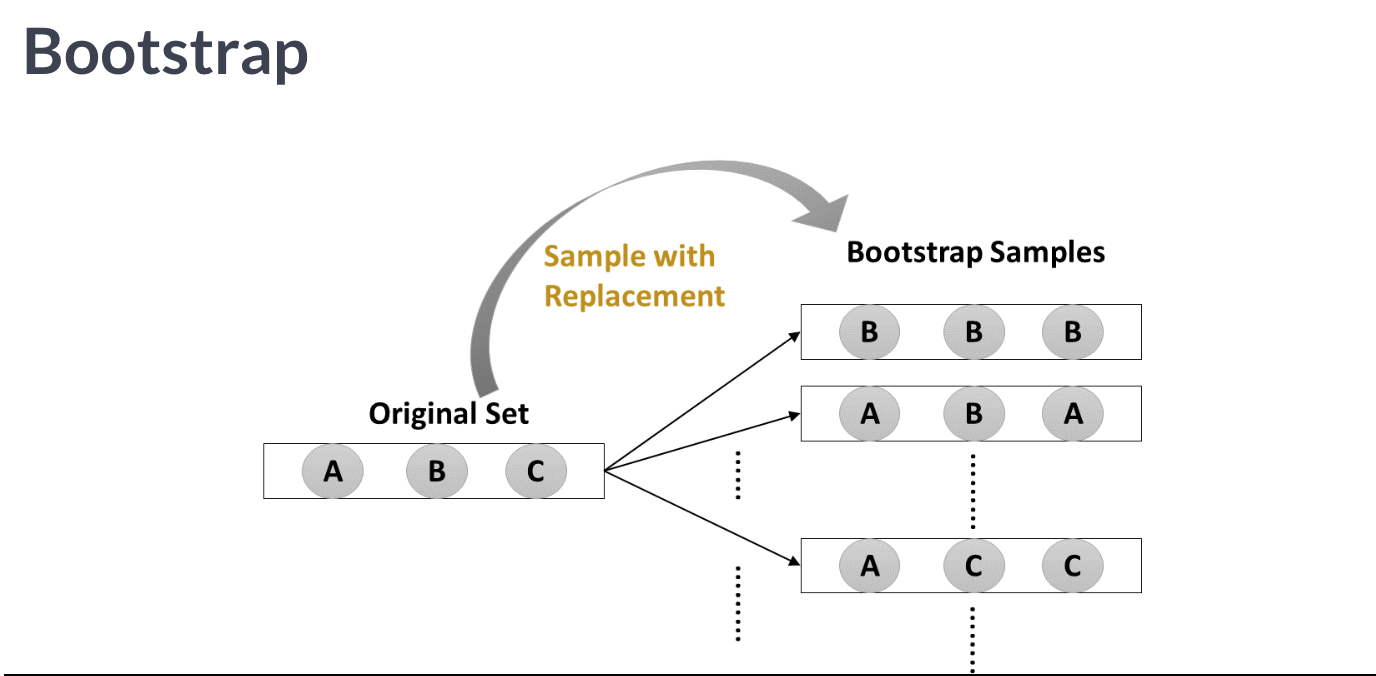 Bootstrap
Sample with
Replacement
Bootstrap Samples
B B B
A B A
Original Set
A B C
A C C